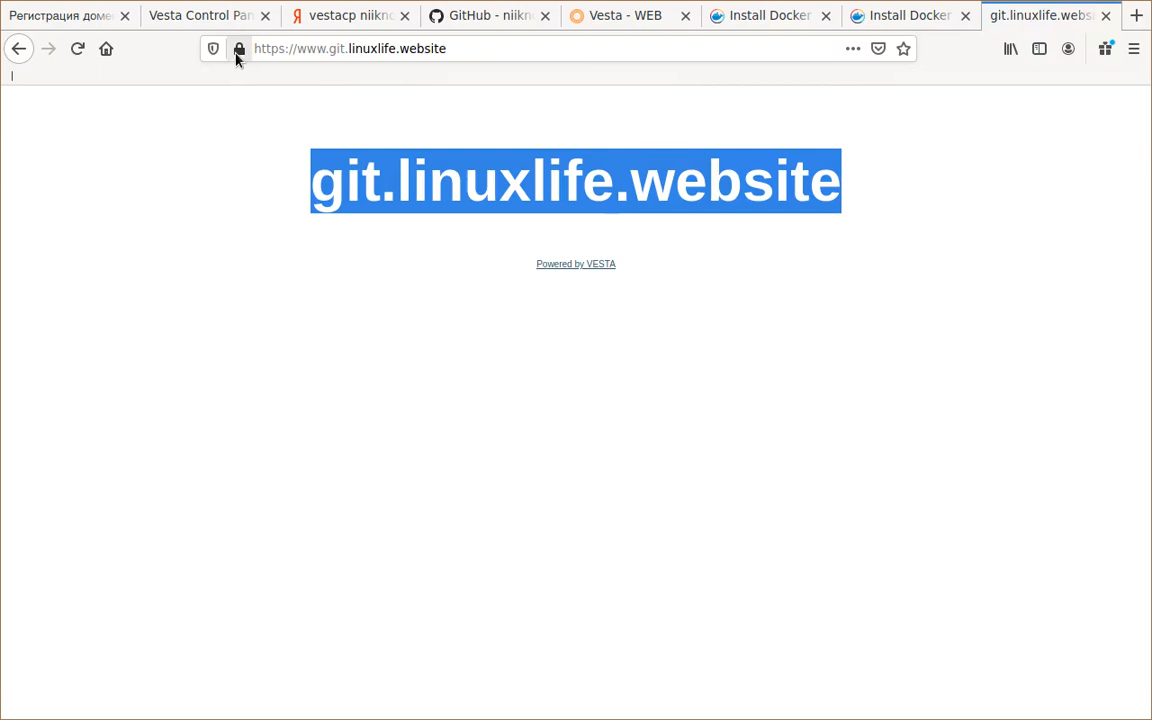 Регистрация доме
Vesta Control Pan
Я vestacp niikno
GitHub - niikn
Vesta - WEB
Install Docker
Install Docker
git.linuxlife.webs
https://www.git.linuxlife.website
git.linuxlife.website
Powered by VESTA